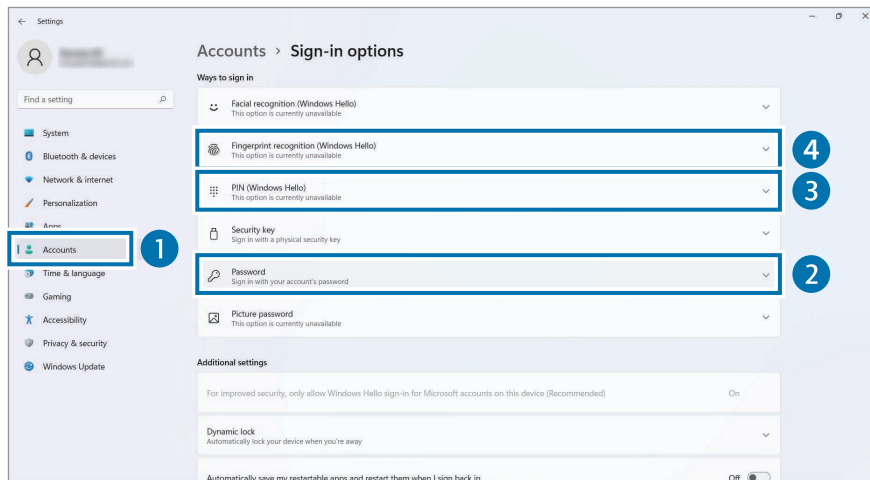 Settings
Accounts > Sign-in options
Ways to sign in
Find a setting
System
Bluetooth & devices
Network & internet
Personalization
Apps
Accounts
Time & language
Gaming
Accessibility
Privacy & security
Windows Update
1
Facial recognition (Windows Hello)
This option is currently unavailable
Fingerprint recognition (Windows Hello)
This option is currently unavailable
4
PIN (Windows Hello)
This option is currently unavailable
3
Security key
Sign in with a physical security key
Password
Sign in with your account's password
2
Picture password
This option is currently unavailable
Additional settings
For improved security, only allow Windows Hello sign-in for Microsoft accounts on this device (Recommended)
On
Dynamic lock
Automatically lock your device when you're away
Automatically save my restartable apps and restart them when I sign back in
Off